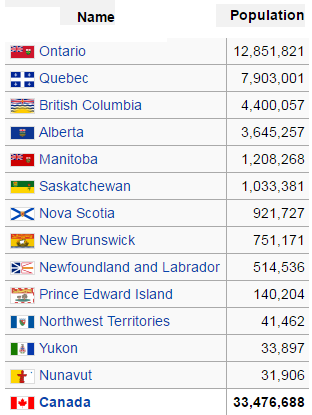 Name Population
Ontario 12,851,821
Quebec 7,903,001
British Columbia 4,400,057
Alberta 3,645,257
Manitoba 1,208,268
Saskatchewan 1,033,381
Nova Scotia 921,727
New Brunswick 751,171
Newfoundland and Labrador 514,536
Prince Edward Island 140,204
Northwest Territories 41,462
Yukon 33,897
Nunavut 31,906
Canada 33,476,688